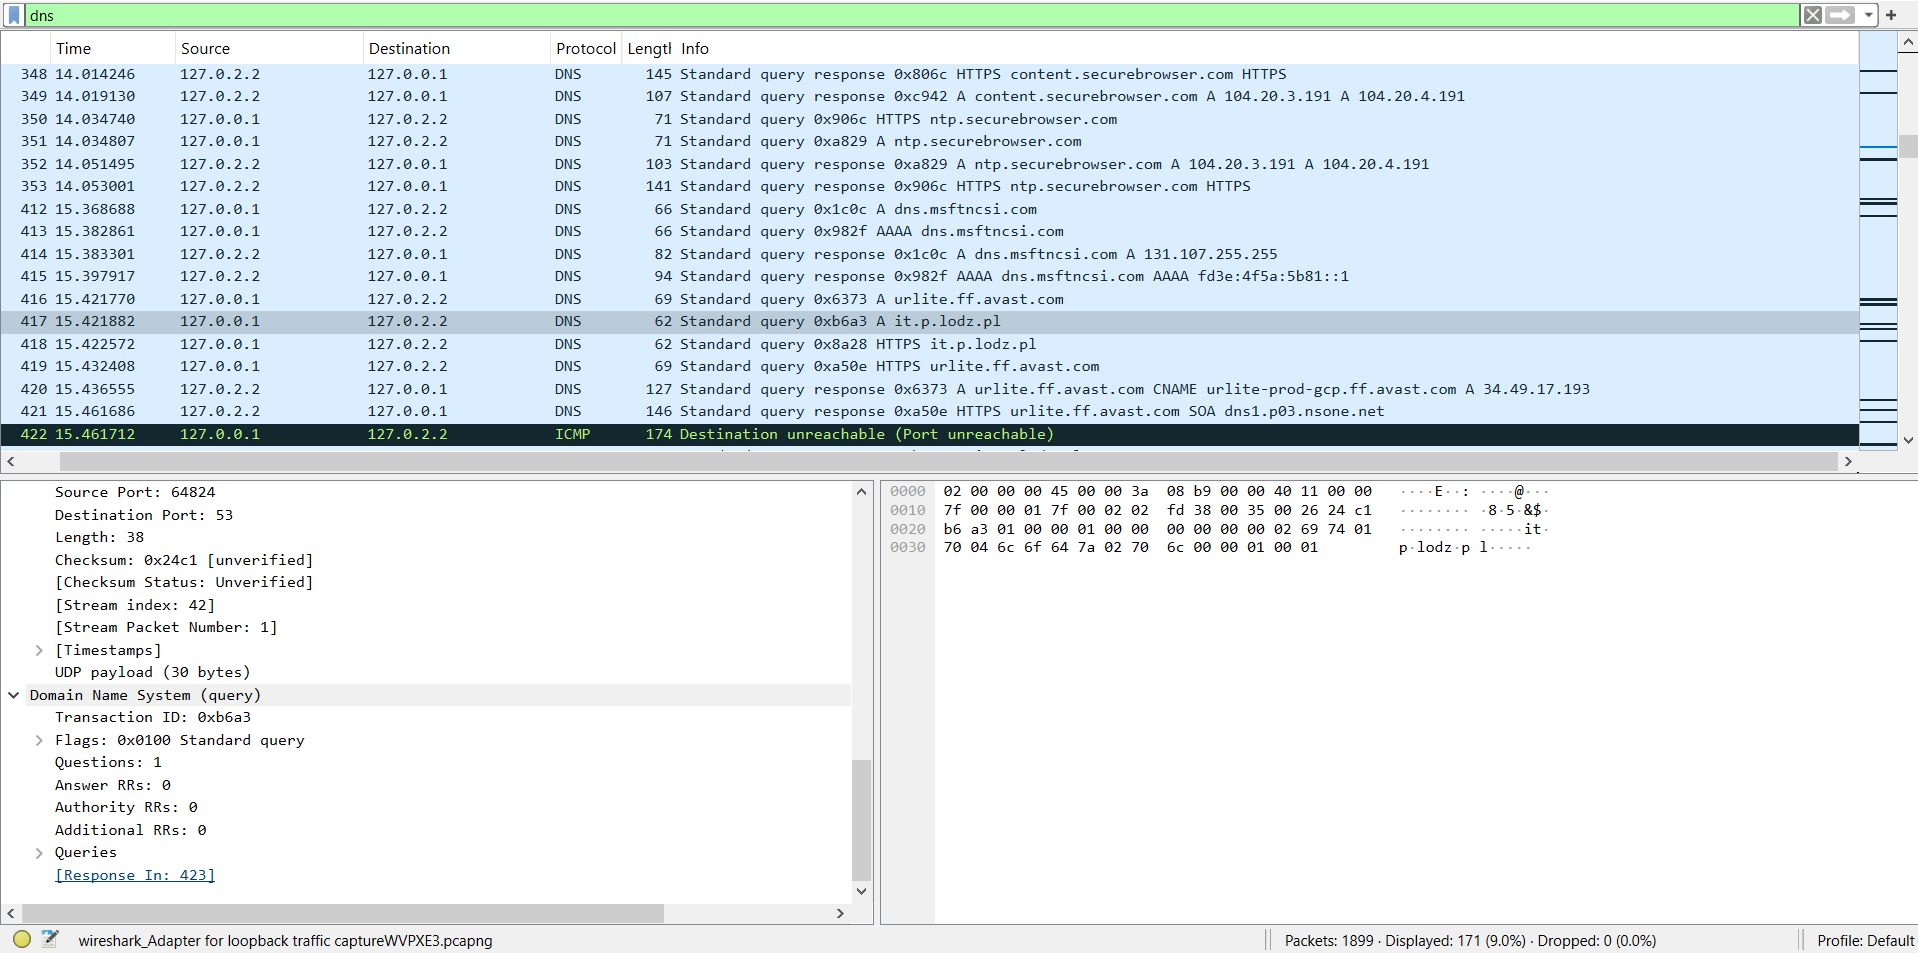 dns
Time Source Destination Protocol Lengtl Info
348 14.014246 127.0.2.2 127.0.0.1 DNS 145 Standard query response 0x806c HTTPS content.securebrowser.com HTTPS
349 14.019130 127.0.2.2 127.0.0.1 DNS 107 Standard query response 0xc942 A content.securebrowser.com A 104.20.3.191 A 104.20.4.191
350 14.034740 127.0.0.1 127.0.2.2 DNS 71 Standard query 0x906c HTTPS ntp.securebrowser.com
351 14.034807 127.0.0.1 127.0.2.2 DNS 71 Standard query 0xa829 A ntp.securebrowser.com
352 14.051495 127.0.2.2 127.0.0.1 DNS 103 Standard query response 0xa829 A ntp.securebrowser.com A 104.20.3.191 A 104.20.4.191
353 14.053001 127.0.2.2 127.0.0.1 DNS 141 Standard query response 0x906c HTTPS ntp.securebrowser.com HTTPS
412 15.368688 127.0.0.1 127.0.2.2 DNS 66 Standard query 0x1c0c A dns.msftncsi.com
413 15.382861 127.0.0.1 127.0.2.2 DNS 66 Standard query 0x982f AAAA dns.msftncsi.com
414 15.383301 127.0.2.2 127.0.0.1 DNS 82 Standard query response 0x1c0c A dns.msftncsi.com A 131.107.255.255
415 15.397917 127.0.2.2 127.0.0.1 DNS 94 Standard query response 0x982f AAAA dns.msftncsi.com AAAA fd3e:4f5a:5b81::1
416 15.421770 127.0.0.1 127.0.2.2 DNS 69 Standard query 0x6373 A urlite.ff.avast.com
417 15.421882 127.0.0.1 127.0.2.2 DNS 62 Standard query 0xb6a3 A it.p.lodz.pl
418 15.422572 127.0.0.1 127.0.2.2 DNS 62 Standard query 0x8a28 HTTPS it.p.lodz.pl
419 15.432408 127.0.0.1 127.0.2.2 DNS 69 Standard query 0xa50e HTTPS urlite.ff.avast.com
420 15.436555 127.0.2.2 127.0.0.1 DNS 127 Standard query response 0x6373 A urlite.ff.avast.com CNAME urlite-prod-gcp.ff.avast.com A 34.49.17.193
421 15.461686 127.0.2.2 127.0.0.1 DNS 146 Standard query response 0xa50e HTTPS urlite.ff.avast.com SOA dns1.p03.nsone.net
422 15.461712 127.0.0.1 127.0.2.2 ICMP 174 Destination unreachable (Port unreachable)
Source Port: 64824
Destination Port: 53
Length: 38
Checksum: 0x24c1 [unverified]
[Checksum Status: Unverified]
[Stream index: 42]
[Stream Packet Number: 1]
[Timestamps]
UDP payload (30 bytes)
Domain Name System (query)
Transaction ID: 0xb6a3
Flags: 0x0100 Standard query
Questions: 1
Answer RRs: 0
Authority RRs: 0
Additional RRs: 0
Queries
[Response In: 423]
0000 02 00 00 00 45 00 00 3a 08 b9 00 00 40 11 00 00 ····E··: ····@···
0010 7f 00 00 01 7f 00 02 02 fd 38 00 35 00 26 24 c1 ········ ·8·5·&$·
0020 b6 a3 01 00 00 01 00 00 00 00 00 00 02 69 74 01 ········ ·····it·
0030 70 04 6c 6f 64 7a 02 70 6c 00 00 01 00 01 p·lodz·p l·····
wireshark_Adapter for loopback traffic captureWVPXE3.pcapng
Packets: 1899 · Displayed: 171 (9.0%) · Dropped: 0 (0.0%)
Profile: Default